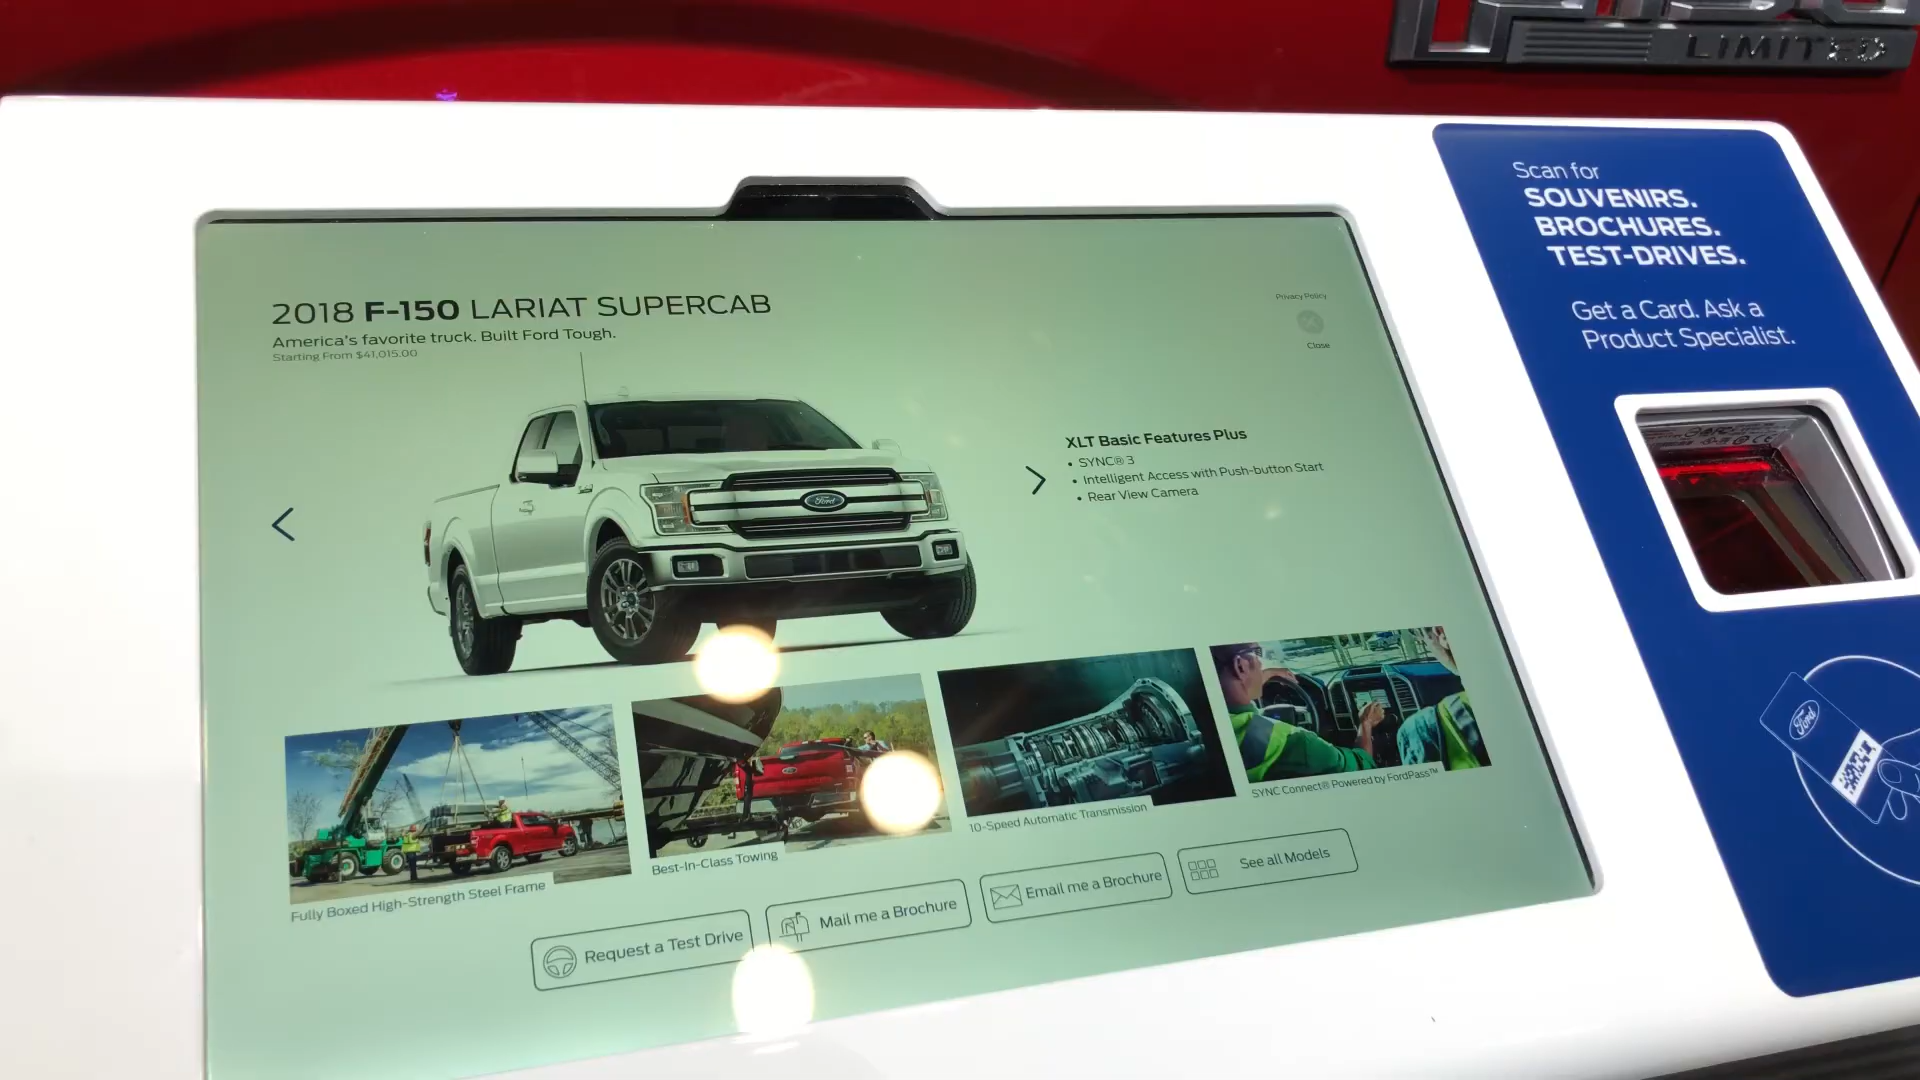 LIMITED
Scan for
SOUVENIRS.
BROCHURES.
TEST-DRIVES.
Get a Card. Ask a
Product Specialist.
2018 F-150 LARIAT SUPERCAB
America's favorite truck. Built Ford Tough.
Starting From $41,015.00
Privacy Policy
Close
XLT Basic Features Plus
• SYNC® 3
• Intelligent Access with Push-button Start
• Rear View Camera
Ford
Fully Boxed High-Strength Steel Frame
Best-In-Class Towing
10-Speed Automatic Transmission
SYNC Connect® Powered by FordPass™
Request a Test Drive
Mail me a Brochure
Email me a Brochure
See all Models
Ford